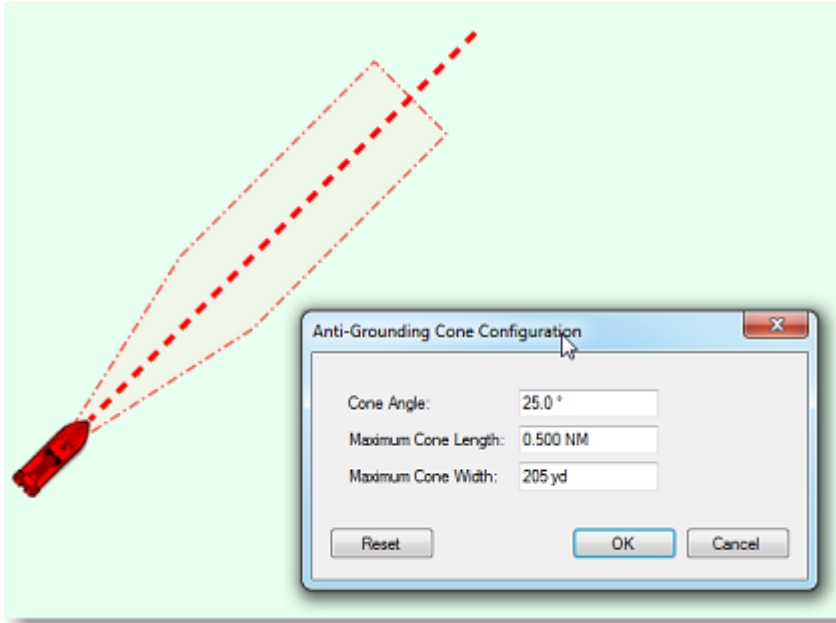 Anti-Grounding Cone Configuration
Cone Angle: 25.0 °
Maximum Cone Length: 0.500 NM
Maximum Cone Width: 205 yd
Reset OK Cancel